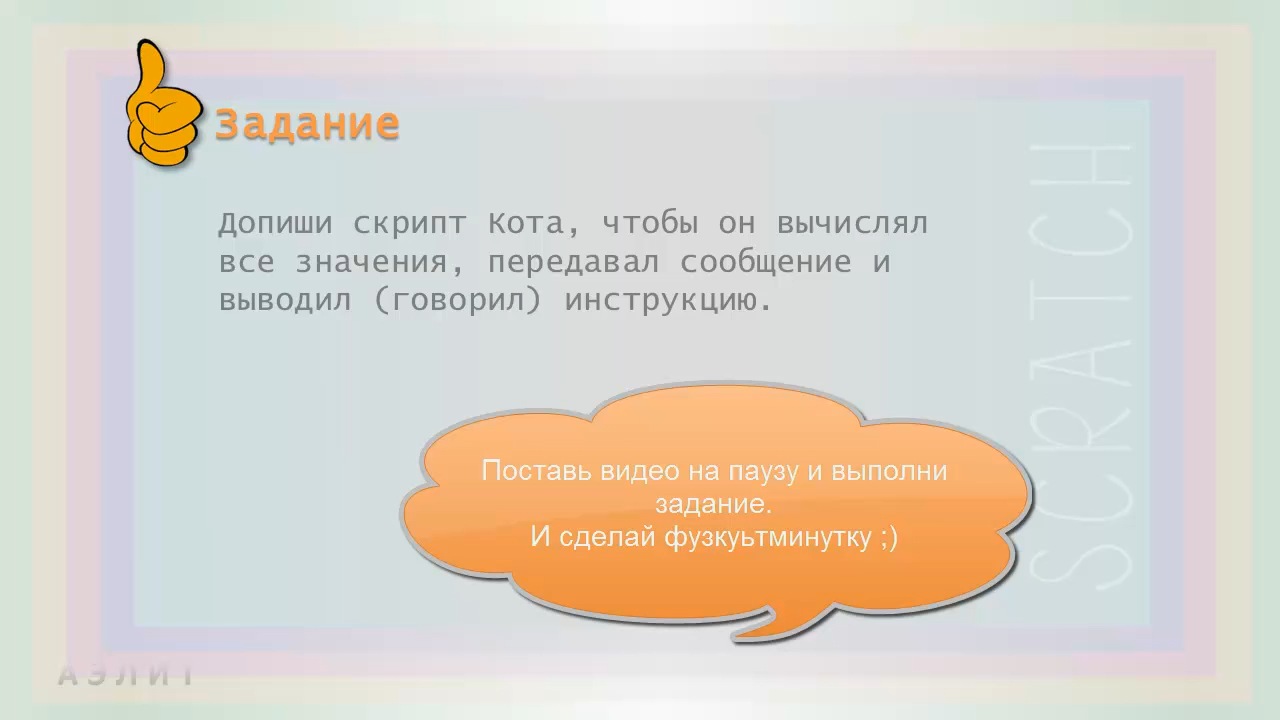 Задание
Допиши скрипт Кота, чтобы он вычислял
все значения, передавал сообщение и
выводил (говорил) инструкцию.
Поставь видео на паузу и выполни
задание.
И сделай фузкуьтминутку ;)
SCRATCH
АЭЛИТ